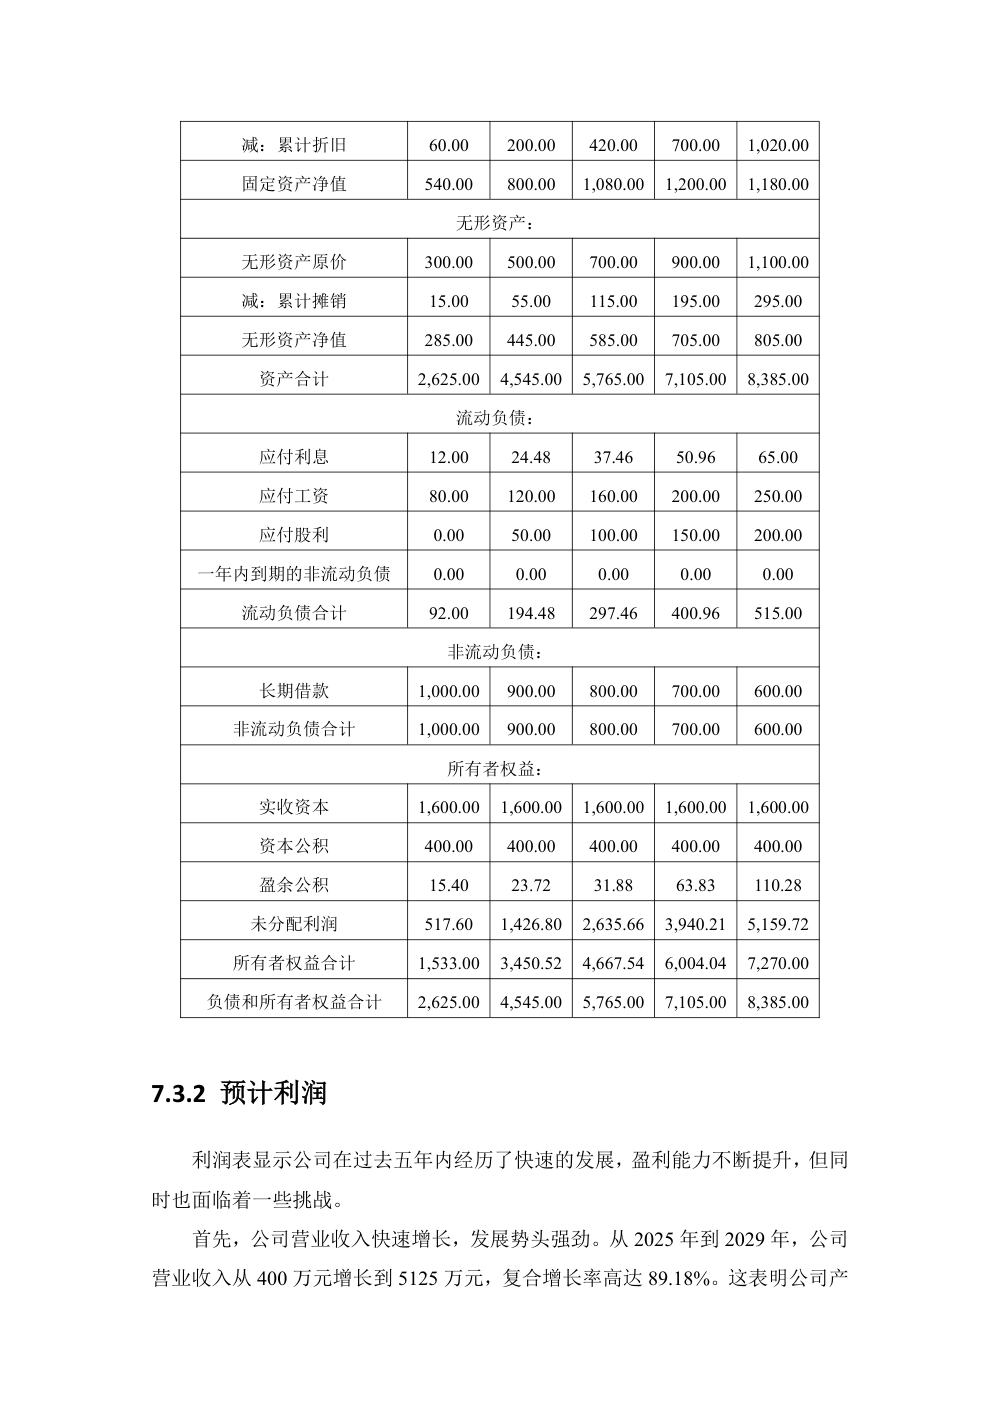 减：累计折旧 60.00 200.00 420.00 700.00 1,020.00
固定资产净值 540.00 800.00 1,080.00 1,200.00 1,180.00
无形资产：
无形资产原价 300.00 500.00 700.00 900.00 1,100.00
减：累计摊销 15.00 55.00 115.00 195.00 295.00
无形资产净值 285.00 445.00 585.00 705.00 805.00
资产合计 2,625.00 4,545.00 5,765.00 7,105.00 8,385.00
流动负债：
应付利息 12.00 24.48 37.46 50.96 65.00
应付工资 80.00 120.00 160.00 200.00 250.00
应付股利 0.00 50.00 100.00 150.00 200.00
一年内到期的非流动负债 0.00 0.00 0.00 0.00 0.00
流动负债合计 92.00 194.48 297.46 400.96 515.00
非流动负债：
长期借款 1,000.00 900.00 800.00 700.00 600.00
非流动负债合计 1,000.00 900.00 800.00 700.00 600.00
所有者权益：
实收资本 1,600.00 1,600.00 1,600.00 1,600.00 1,600.00
资本公积 400.00 400.00 400.00 400.00 400.00
盈余公积 15.40 23.72 31.88 63.83 110.28
未分配利润 517.60 1,426.80 2,635.66 3,940.21 5,159.72
所有者权益合计 1,533.00 3,450.52 4,667.54 6,004.04 7,270.00
负债和所有者权益合计 2,625.00 4,545.00 5,765.00 7,105.00 8,385.00
7.3.2 预计利润
利润表显示公司在过去五年内经历了快速的发展，盈利能力不断提升，但同
时也面临着一些挑战。
首先，公司营业收入快速增长，发展势头强劲。从 2025 年到 2029 年，公司
营业收入从 400 万元增长到 5125 万元，复合增长率高达 89.18%。这表明公司产